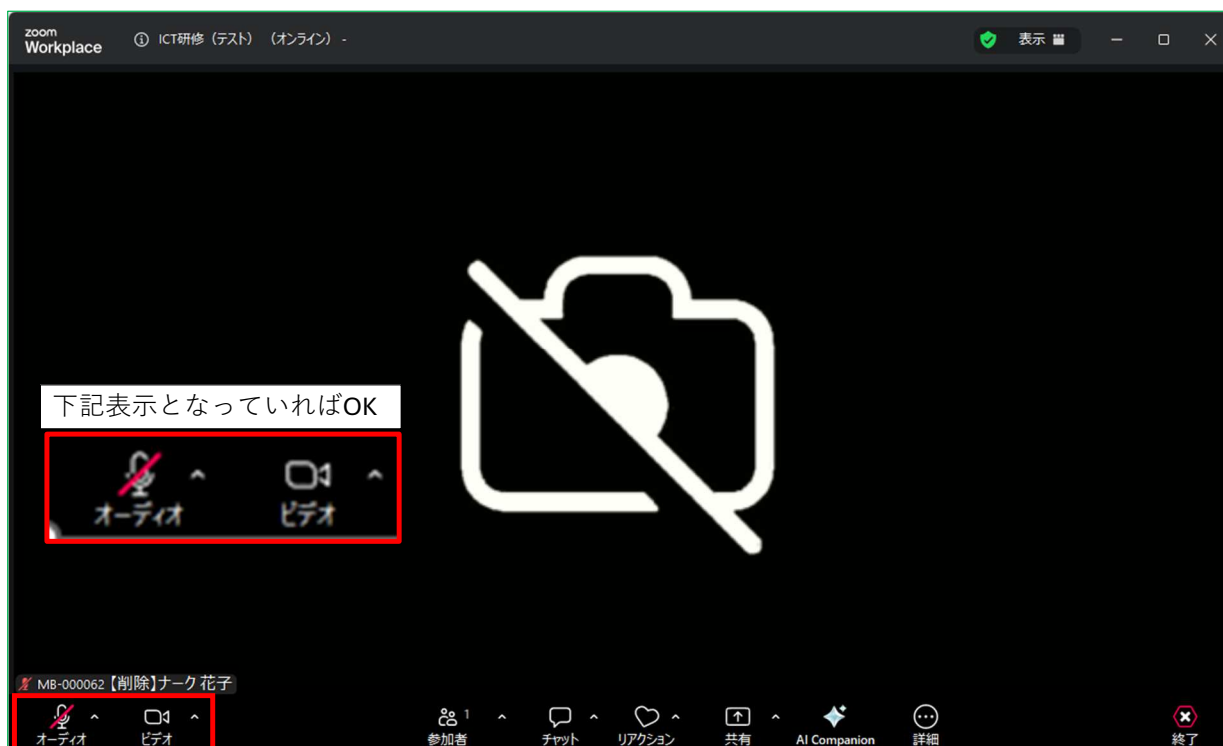 zoom
Workplace
ICT研修（テスト）（オンライン） -
表示
下記表示となっていればOK
オーディオ ビデオ
MB-000062【削除】ナーク 花子
オーディオ ビデオ 参加者 1 チャット リアクション 共有 AI Companion 詳細 終了